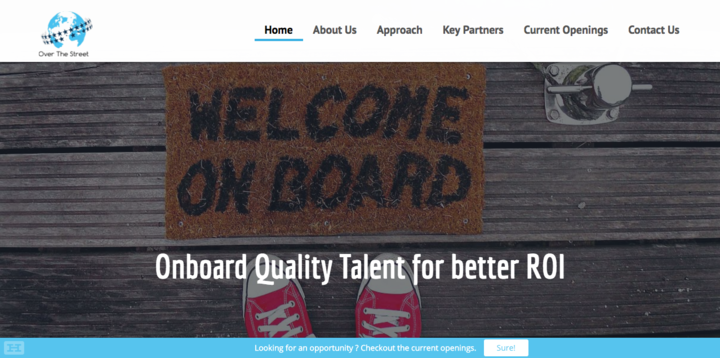 Over The Street
Home About Us Approach Key Partners Current Openings Contact Us
WELCOME
ON BOARD
Onboard Quality Talent for better ROI
Looking for an opportunity ? Checkout the current openings. Sure!